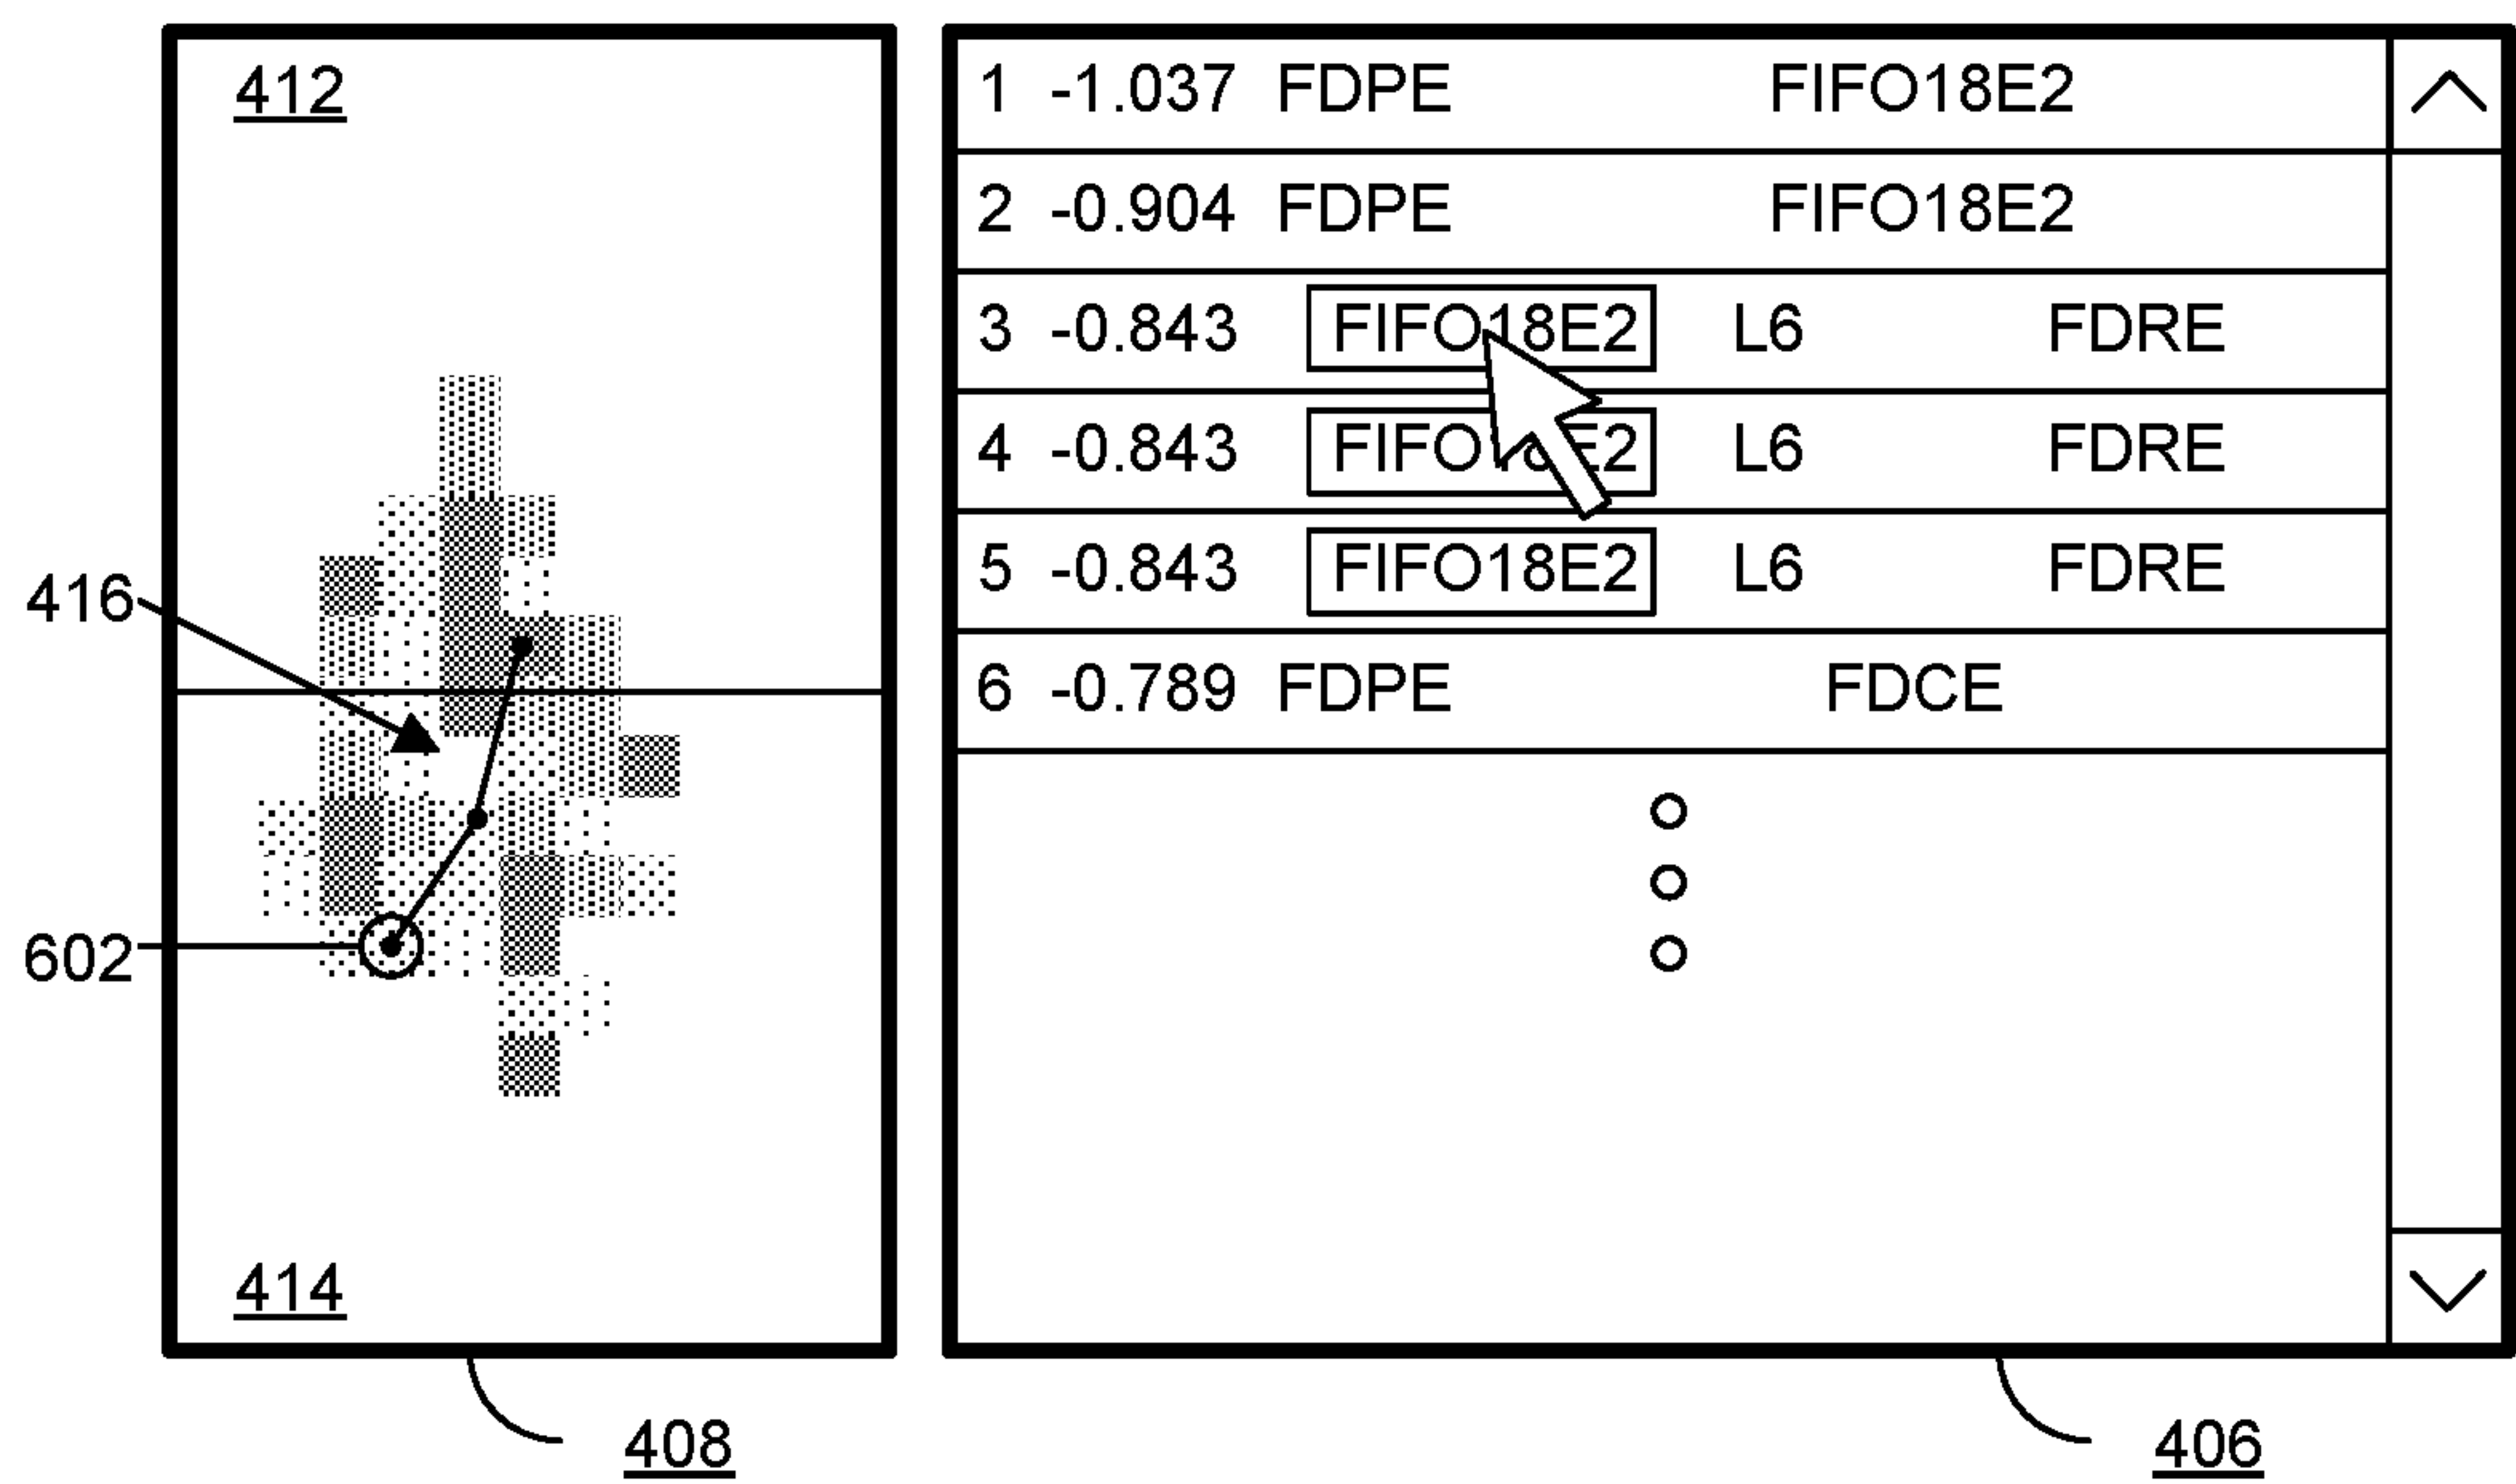 412
416
602
414
408
1 -1.037 FDPE FIFO18E2
2 -0.904 FDPE FIFO18E2
3 -0.843 FIFO18E2 L6 FDRE
4 -0.843 FIFO18E2 L6 FDRE
5 -0.843 FIFO18E2 L6 FDRE
6 -0.789 FDPE FDCE
406